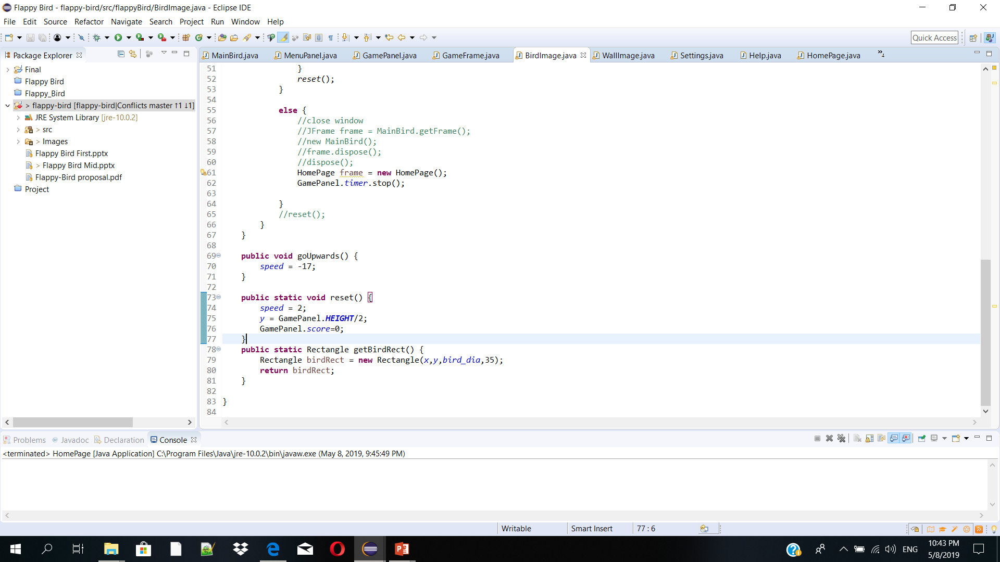 Flappy Bird - flappy-bird/src/flappyBird/BirdImage.java - Eclipse IDE
File Edit Source Refactor Navigate Search Project Run Window Help
Quick Access
Package Explorer
MainBird.java MenuPanel.java GamePanel.java GameFrame.java BirdImage.java WallImage.java Settings.java Help.java HomePage.java »4
Final
Flappy Bird
Flappy_Bird
> flappy-bird [flappy-bird|Conflicts master ↑1 ↓1]
JRE System Library [jre-10.0.2]
> src
> Images
Flappy Bird First.pptx
> Flappy Bird Mid.pptx
Flappy-Bird proposal.pdf
Project
51 }
52 reset();
53 }
54
55 else {
56 //close window
57 //JFrame frame = MainBird.getFrame();
58 //new MainBird();
59 //frame.dispose();
60 //dispose();
61 HomePage frame = new HomePage();
62 GamePanel.timer.stop();
63
64 }
65 //reset();
66 }
67 }
68
69 public void goUpwards() {
70 speed = -17;
71 }
72
73 public static void reset() {
74 speed = 2;
75 y = GamePanel.HEIGHT/2;
76 GamePanel.score=0;
77 }
78 public static Rectangle getBirdRect() {
79 Rectangle birdRect = new Rectangle(x,y,bird_dia,35);
80 return birdRect;
81 }
82
83 }
84
Problems @ Javadoc Declaration Console
<terminated> HomePage [Java Application] C:\Program Files\Java\jre-10.0.2\bin\javaw.exe (May 8, 2019, 9:45:49 PM)
Writable Smart Insert 77 : 6
ENG
10:43 PM
5/8/2019